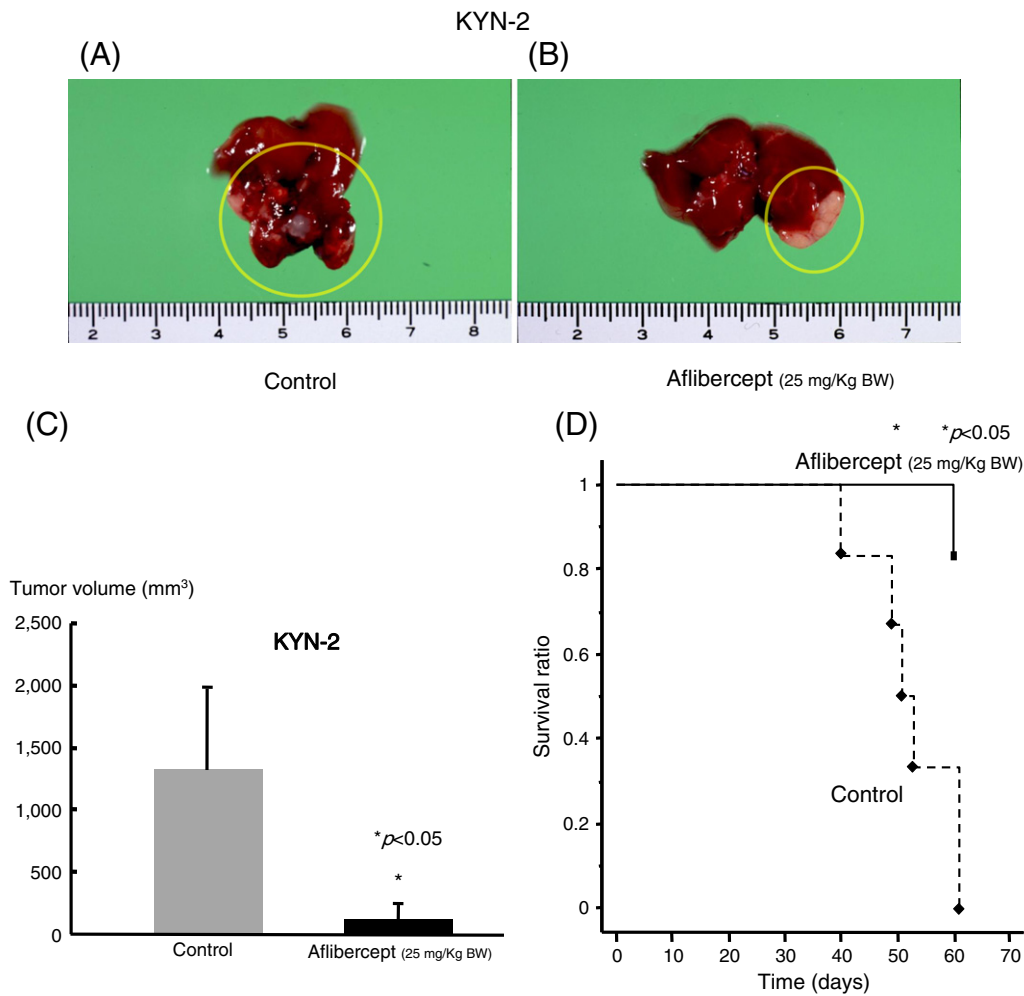 KYN-2
(A)
(B)
2 3 4 5 6 7 8
2 3 4 5 6 7
Control
Aflibercept (25 mg/Kg BW)
(C)
Tumor volume (mm³)
KYN-2
2,500
2,000
1,500
1,000
500
0
*p<0.05
*
Control
Aflibercept (25 mg/Kg BW)
(D)
* *p<0.05
Aflibercept (25 mg/Kg BW)
Survival ratio
1
0.8
0.6
0.4
0.2
0
Control
0 10 20 30 40 50 60 70
Time (days)